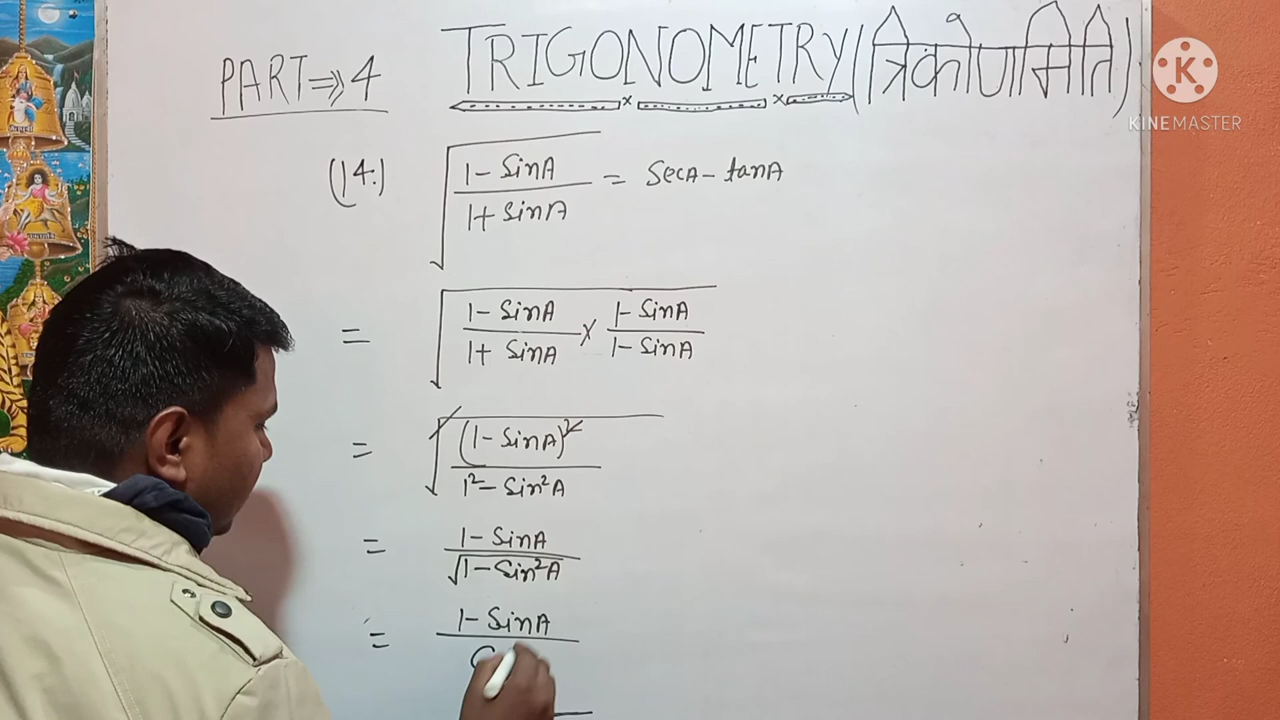 PART⇒4 TRIGONOMETRY (त्रिकोणामिति)
KINEMASTER
(14.) √((1 - SinA)/(1 + SinA)) = SecA - tanA
= √((1 - SinA)/(1 + SinA) × (1 - SinA)/(1 - SinA))
= √((1 - SinA)²/(1² - Sin²A))
= (1 - SinA)/√(1 - Sin²A)
= 1 - SinA